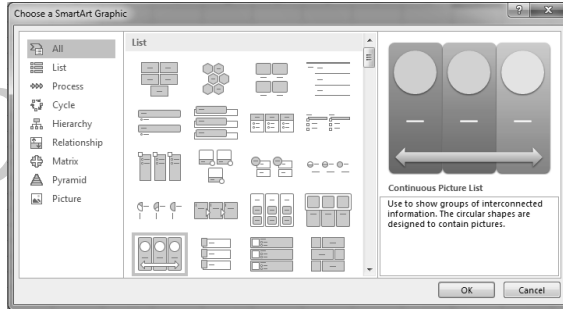 Choose a SmartArt Graphic
All
List
Process
Cycle
Hierarchy
Relationship
Matrix
Pyramid
Picture
List
Continuous Picture List
Use to show groups of interconnected
information. The circular shapes are
designed to contain pictures.
OK
Cancel